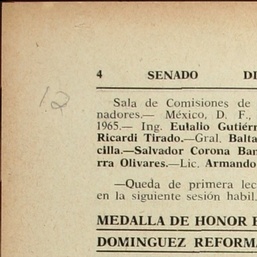 12
4 SENADO
Sala de Comisiones de
nadores.— México, D. F.,
1965.— Ing. Eulalio Gutiérr
Ricardi Tirado.—Gral. Balta
cilla.—Salvador Corona Ban
rra Olivares.—Lic. Armando
—Queda de primera lec
en la siguiente sesión hábil.
MEDALLA DE HONOR B
DOMINGUEZ REFORMA